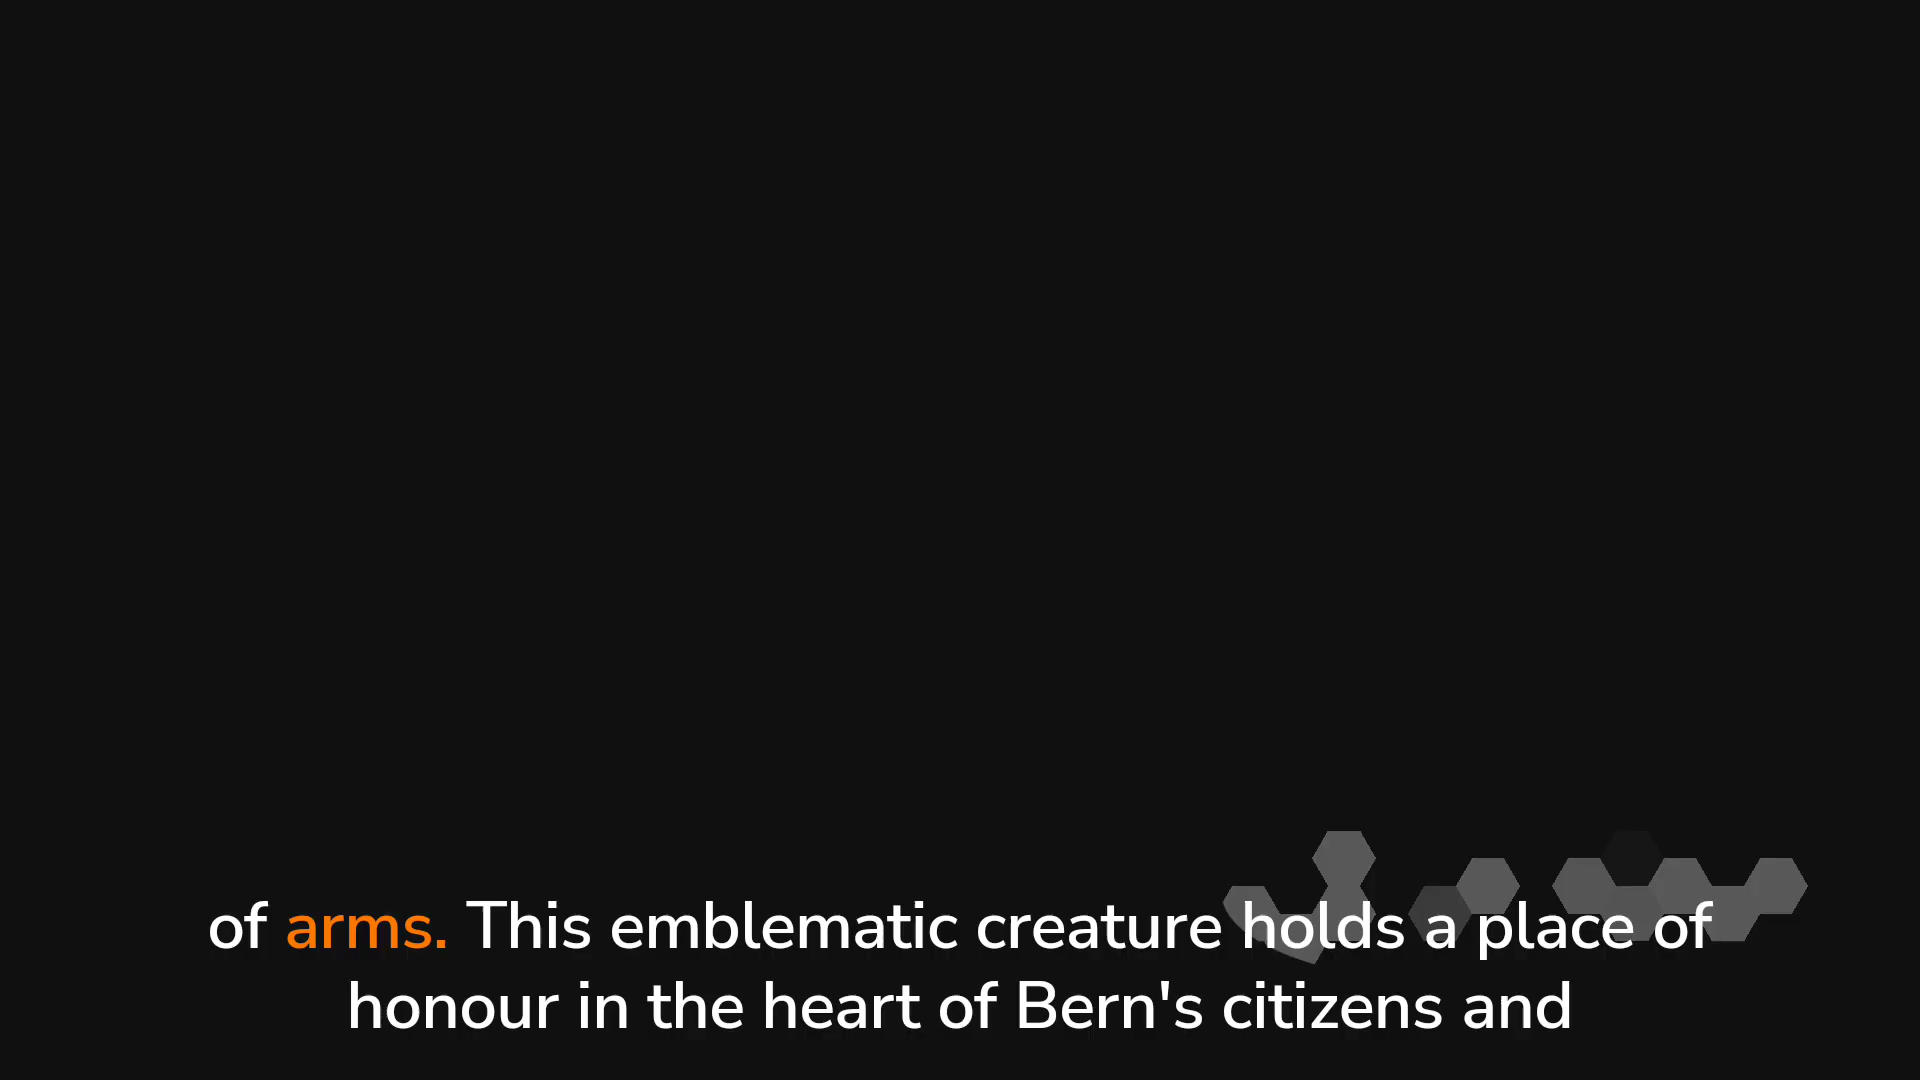 of arms. This emblematic creature holds a place of
honour in the heart of Bern's citizens and